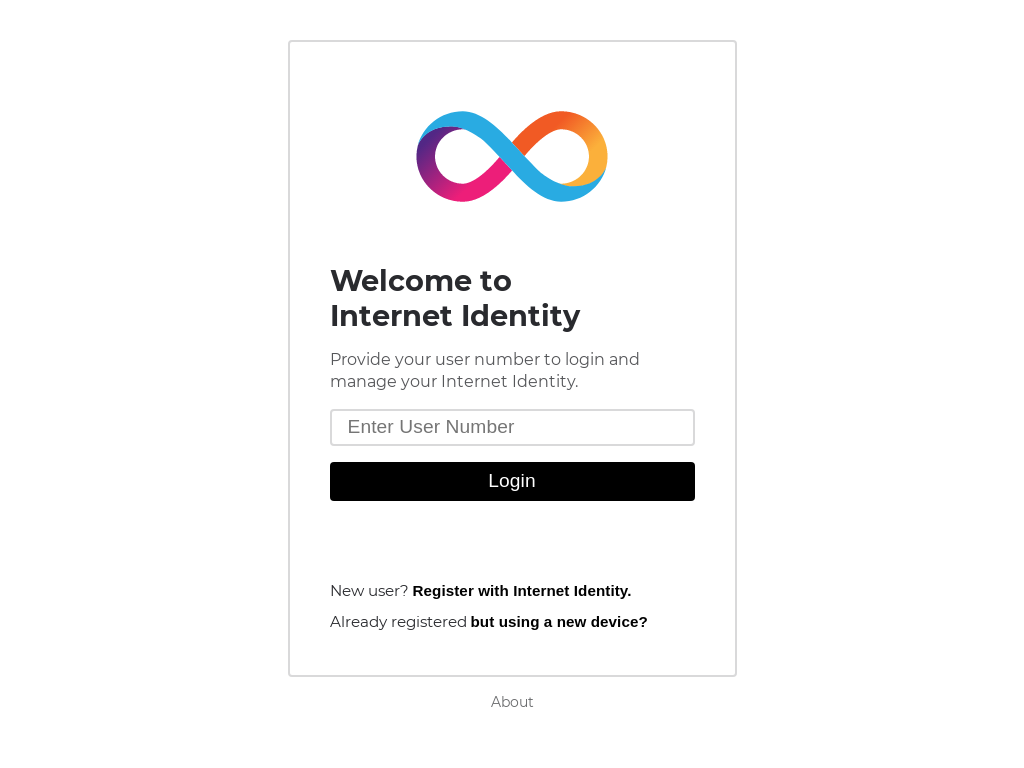 Welcome to
Internet Identity
Provide your user number to login and
manage your Internet Identity.
Enter User Number
Login
New user? Register with Internet Identity.
Already registered but using a new device?
About